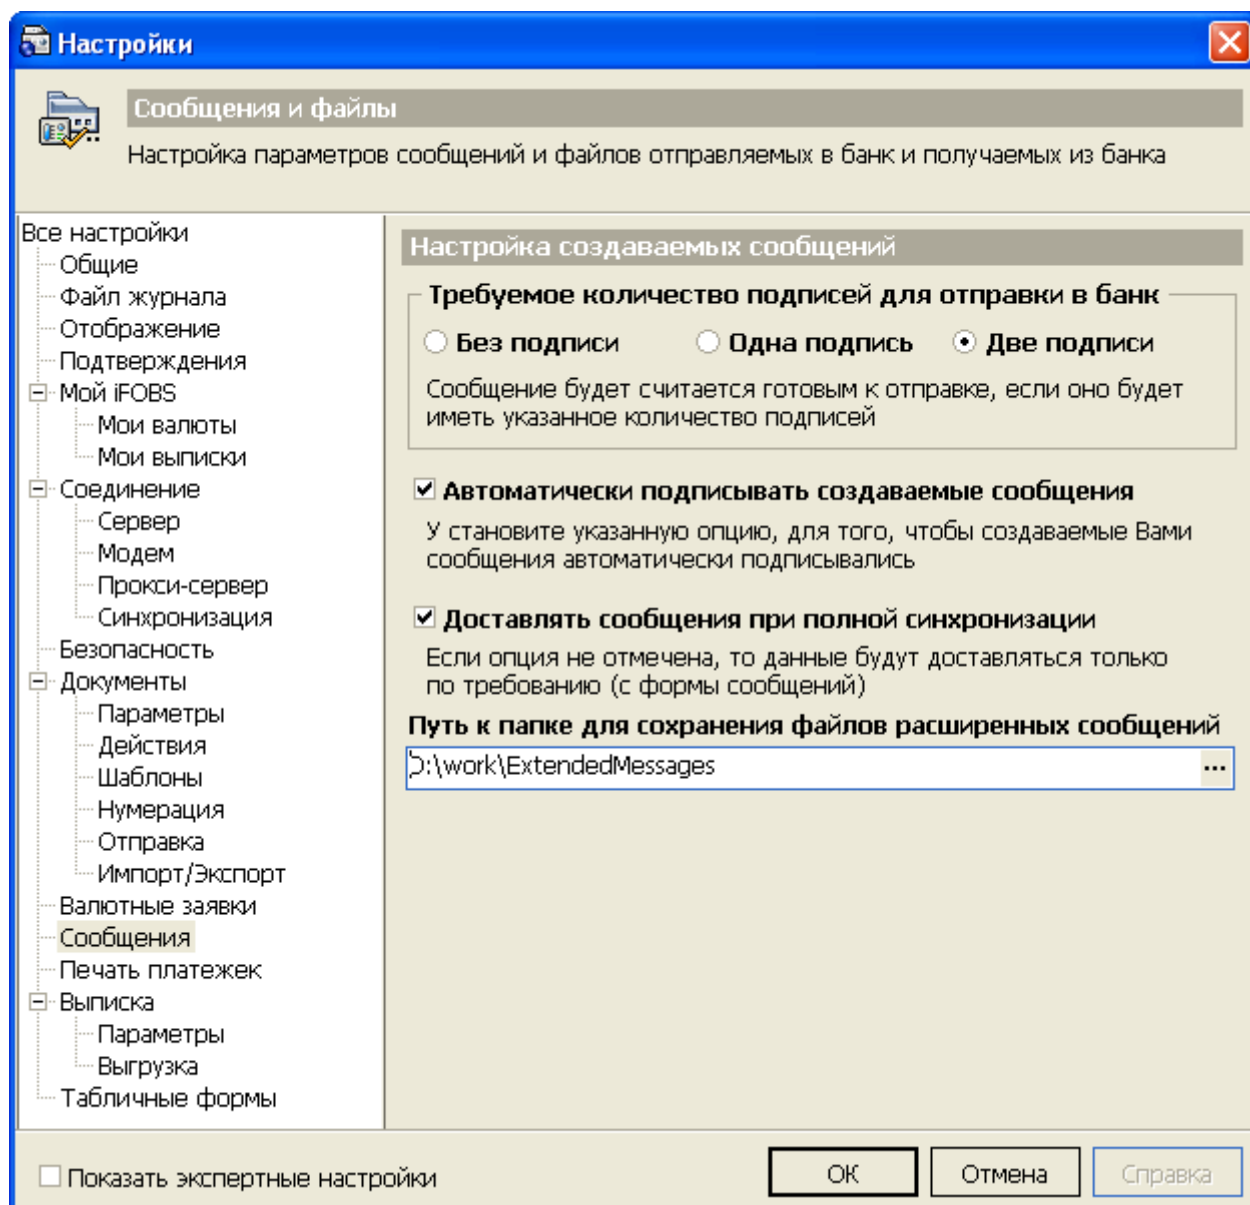 Настройки
Сообщения и файлы
Настройка параметров сообщений и файлов отправляемых в банк и получаемых из банка
Все настройки
Общие
Файл журнала
Отображение
Подтверждения
Мой iFOBS
Мои валюты
Мои выписки
Соединение
Сервер
Модем
Прокси-сервер
Синхронизация
Безопасность
Документы
Параметры
Действия
Шаблоны
Нумерация
Отправка
Импорт/Экспорт
Валютные заявки
Сообщения
Печать платежек
Выписка
Параметры
Выгрузка
Табличные формы
Настройка создаваемых сообщений
Требуемое количество подписей для отправки в банк
Без подписи Одна подпись Две подписи
Сообщение будет считается готовым к отправке, если оно будет
иметь указанное количество подписей
Автоматически подписывать создаваемые сообщения
У становите указанную опцию, для того, чтобы создаваемые Вами
сообщения автоматически подписывались
Доставлять сообщения при полной синхронизации
Если опция не отмечена, то данные будут доставляться только
по требованию (с формы сообщений)
Путь к папке для сохранения файлов расширенных сообщений
D:\work\ExtendedMessages
...
Показать экспертные настройки
ОК Отмена Справка